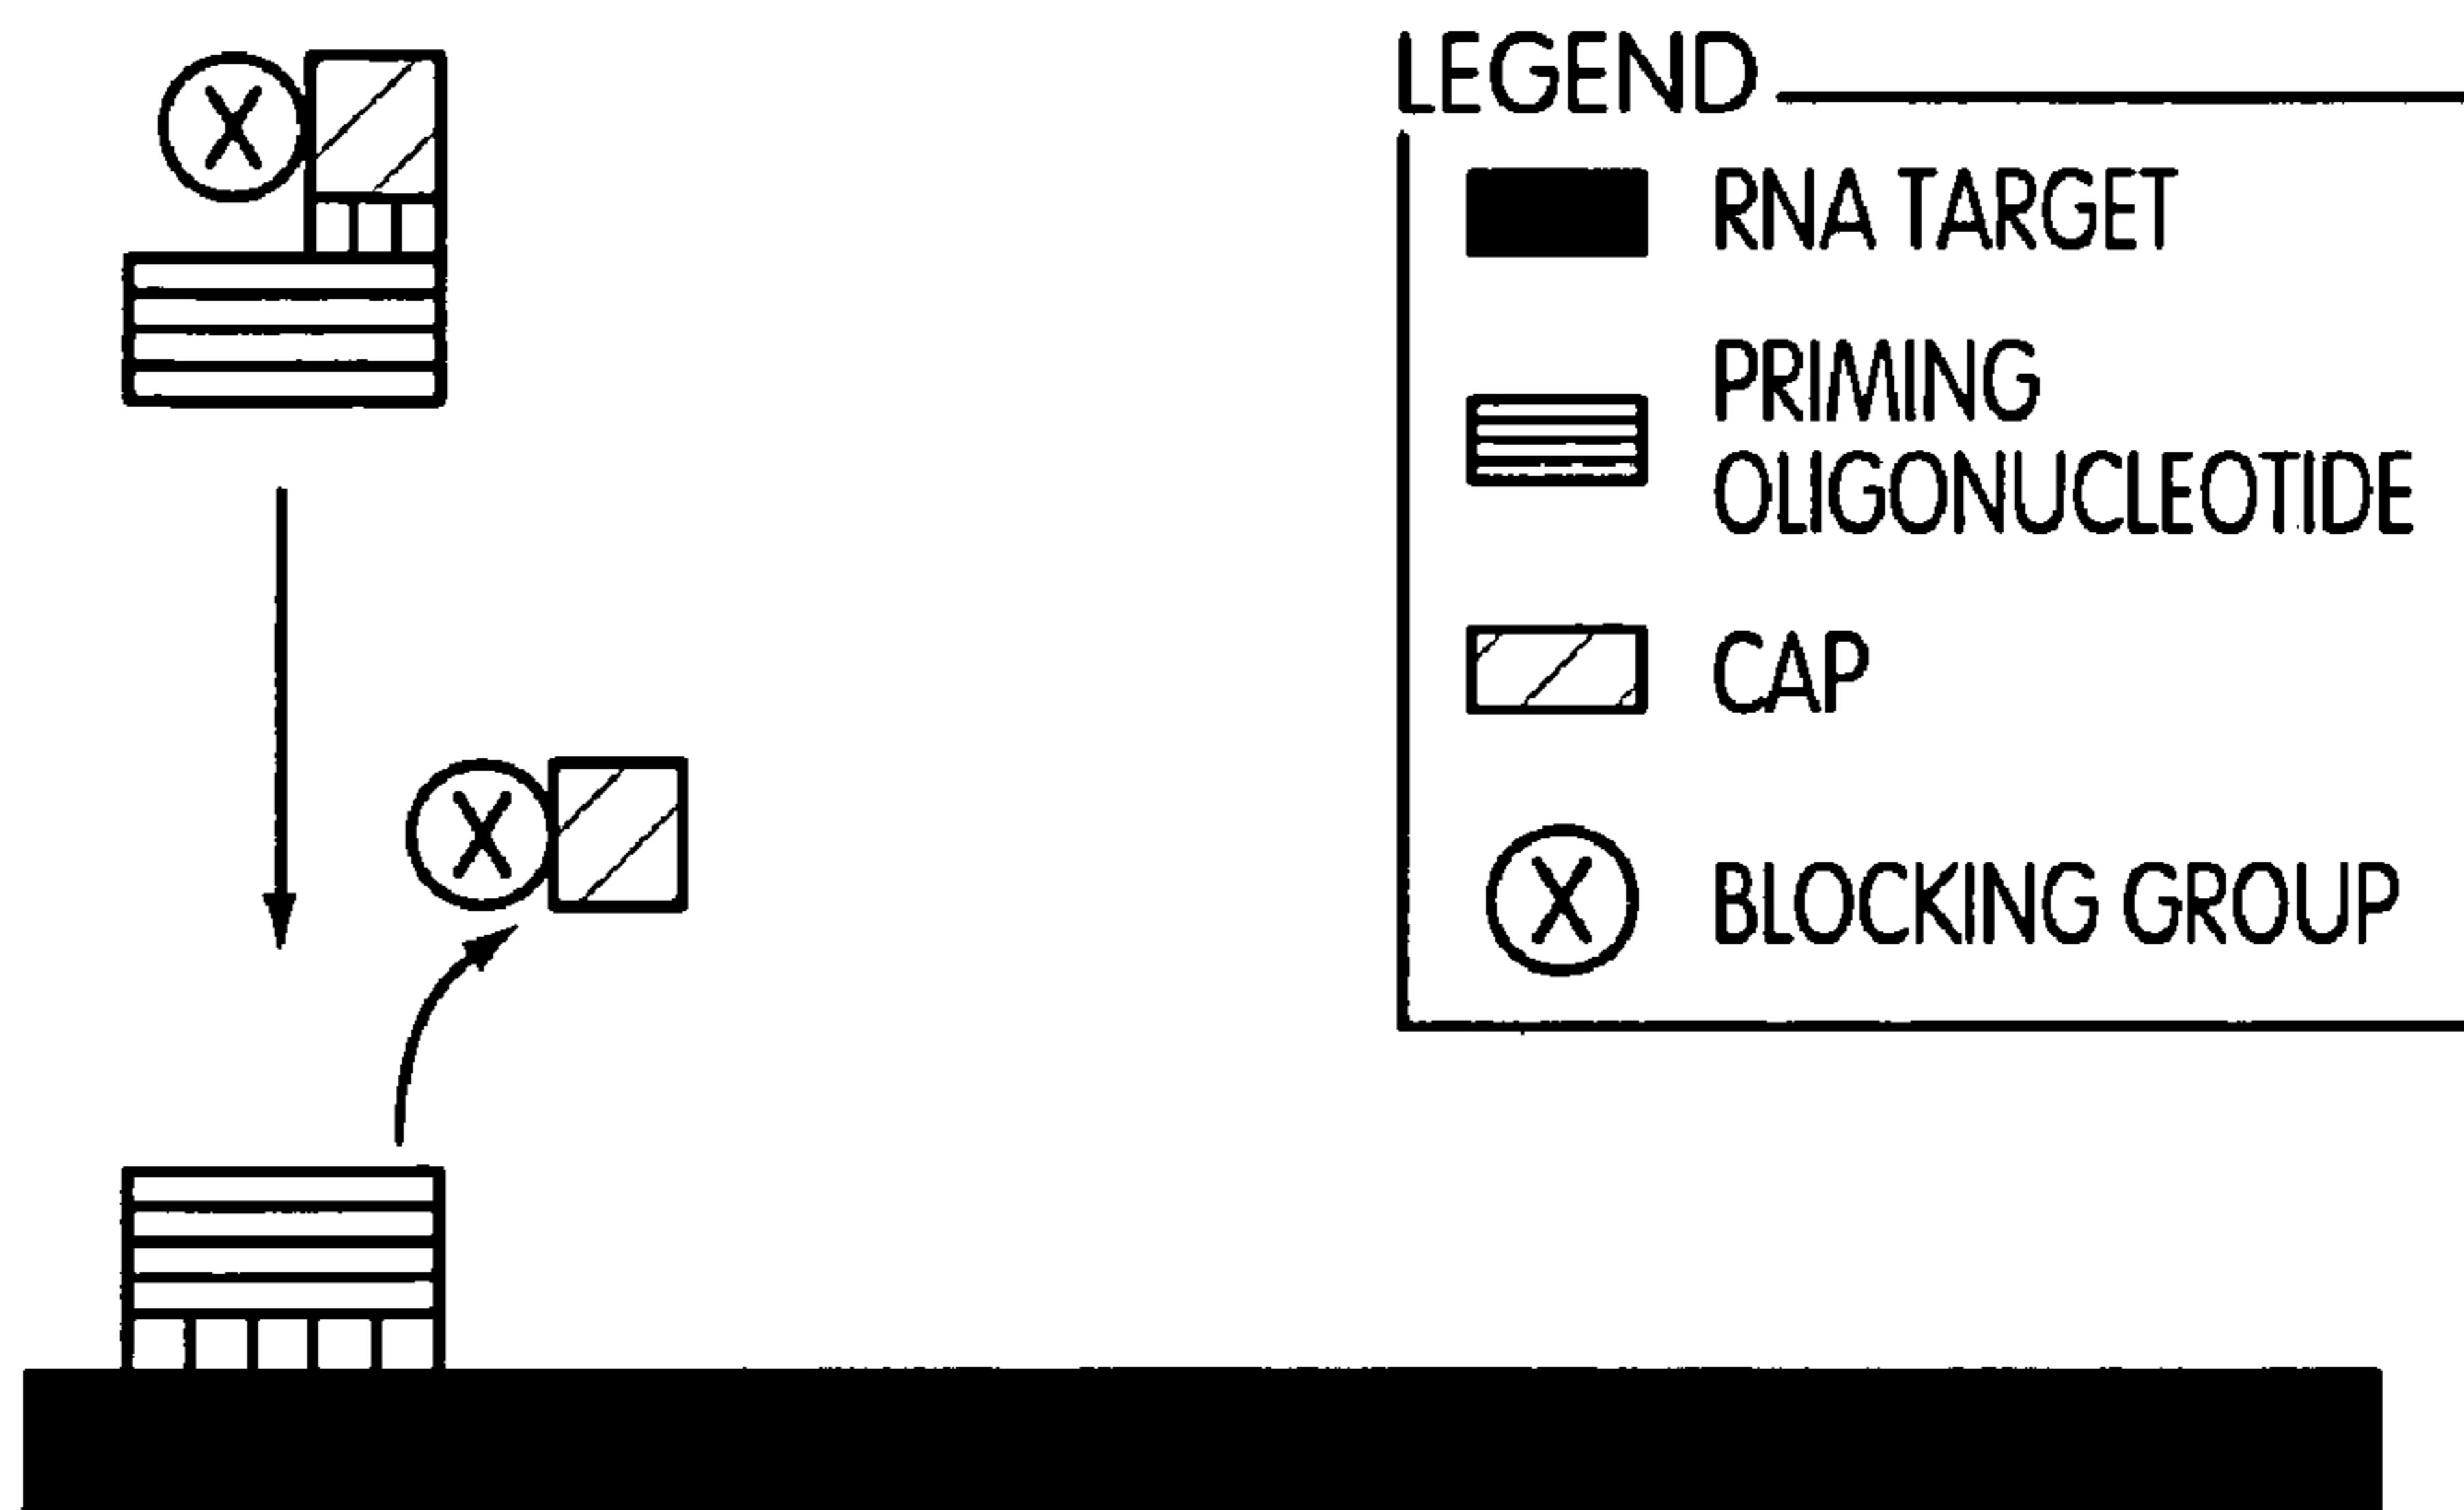 LEGEND
RNA TARGET
PRIMING
OLIGONUCLEOTIDE
CAP
BLOCKING GROUP
X
X
X